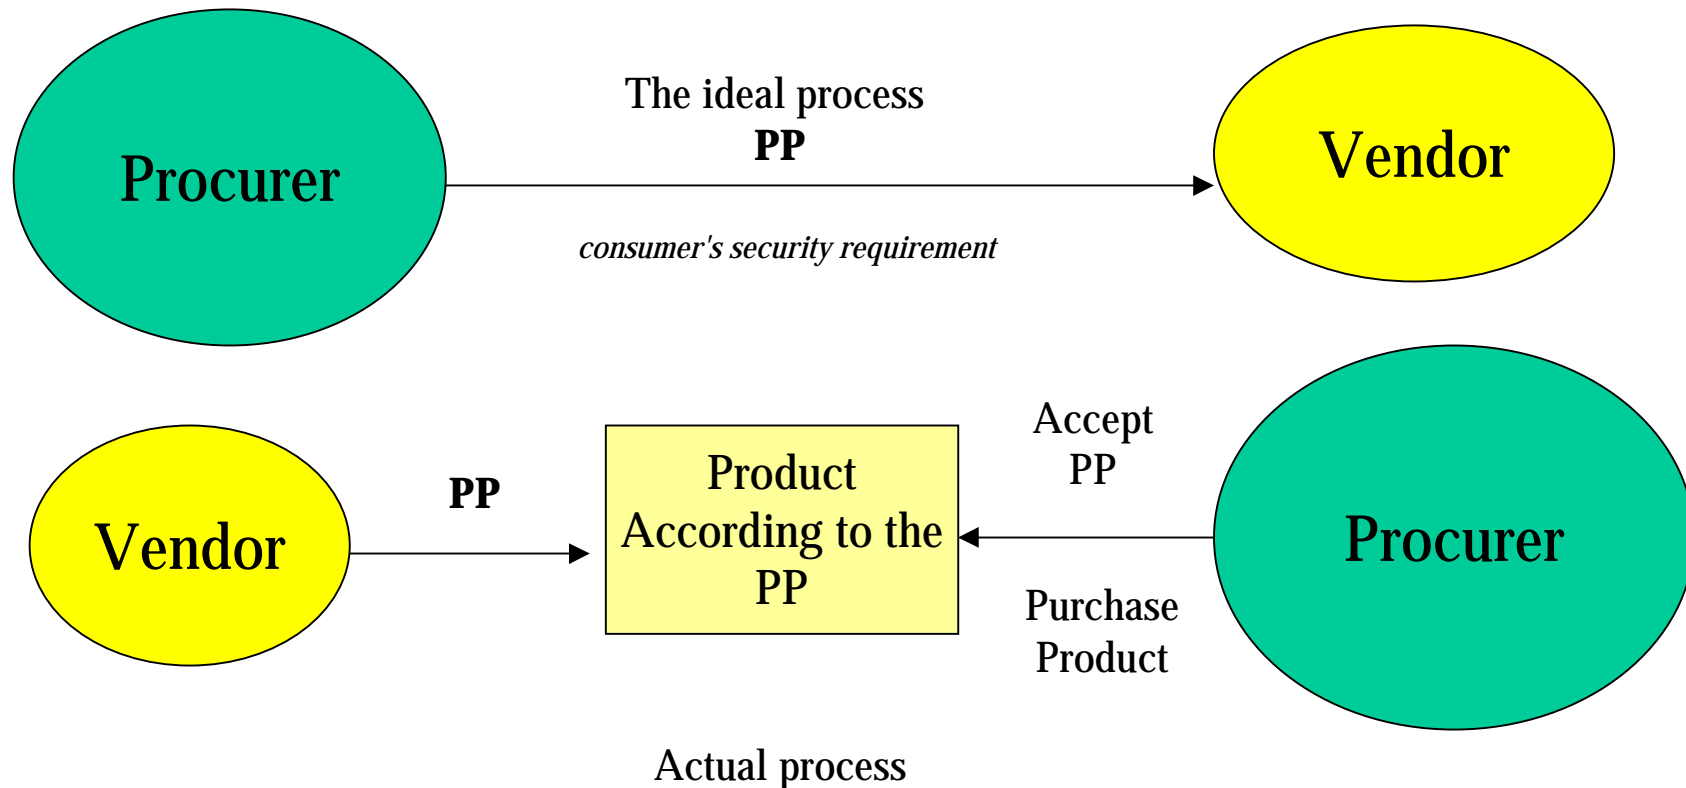 The ideal process
PP
Procurer
Vendor
consumer's security requirement
Vendor
PP
Product
According to the
PP
Accept
PP
Purchase
Product
Procurer
Actual process